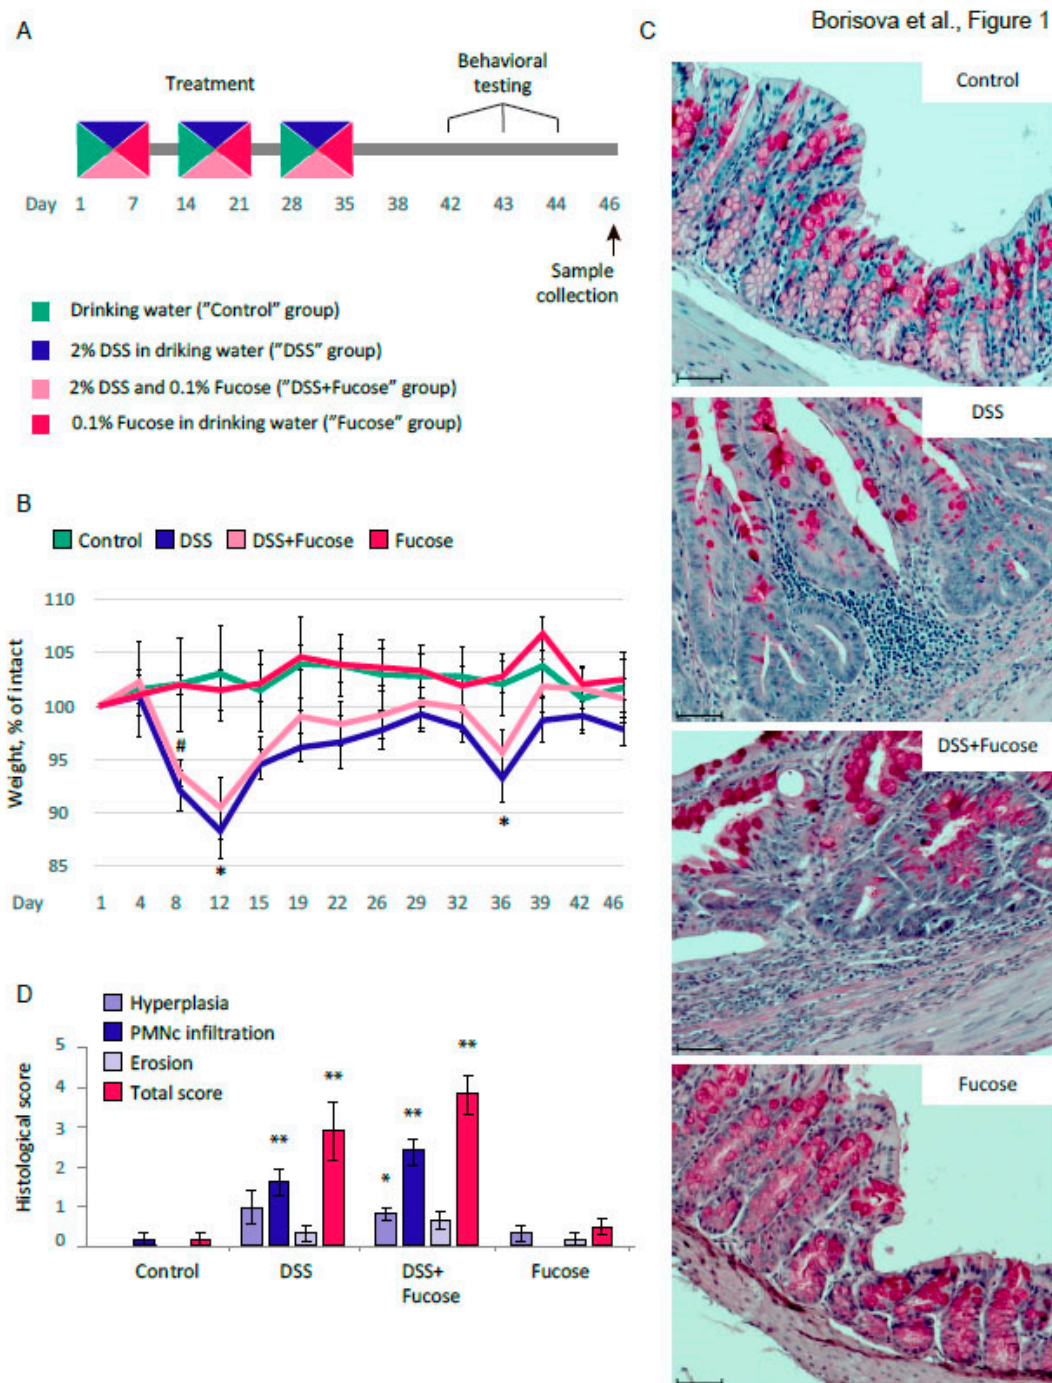 Borisova et al., Figure 1
A
Treatment
Behavioral
testing
Day 1 7 14 21 28 35 38 42 43 44 46
Sample
collection
Drinking water ("Control" group)
2% DSS in driking water ("DSS" group)
2% DSS and 0.1% Fucose ("DSS+Fucose" group)
0.1% Fucose in drinking water ("Fucose" group)
B
Control DSS DSS+Fucose Fucose
Weight, % of intact
110
105
100
95
90
85
#
*
*
Day 1 4 8 12 15 19 22 26 29 32 36 39 42 46
C
Control
DSS
DSS+Fucose
Fucose
D
Hyperplasia
PMNc infiltration
Erosion
Total score
Histological score
5
4
3
2
1
0
** ** * ** **
Control DSS DSS+ Fucose
Fucose